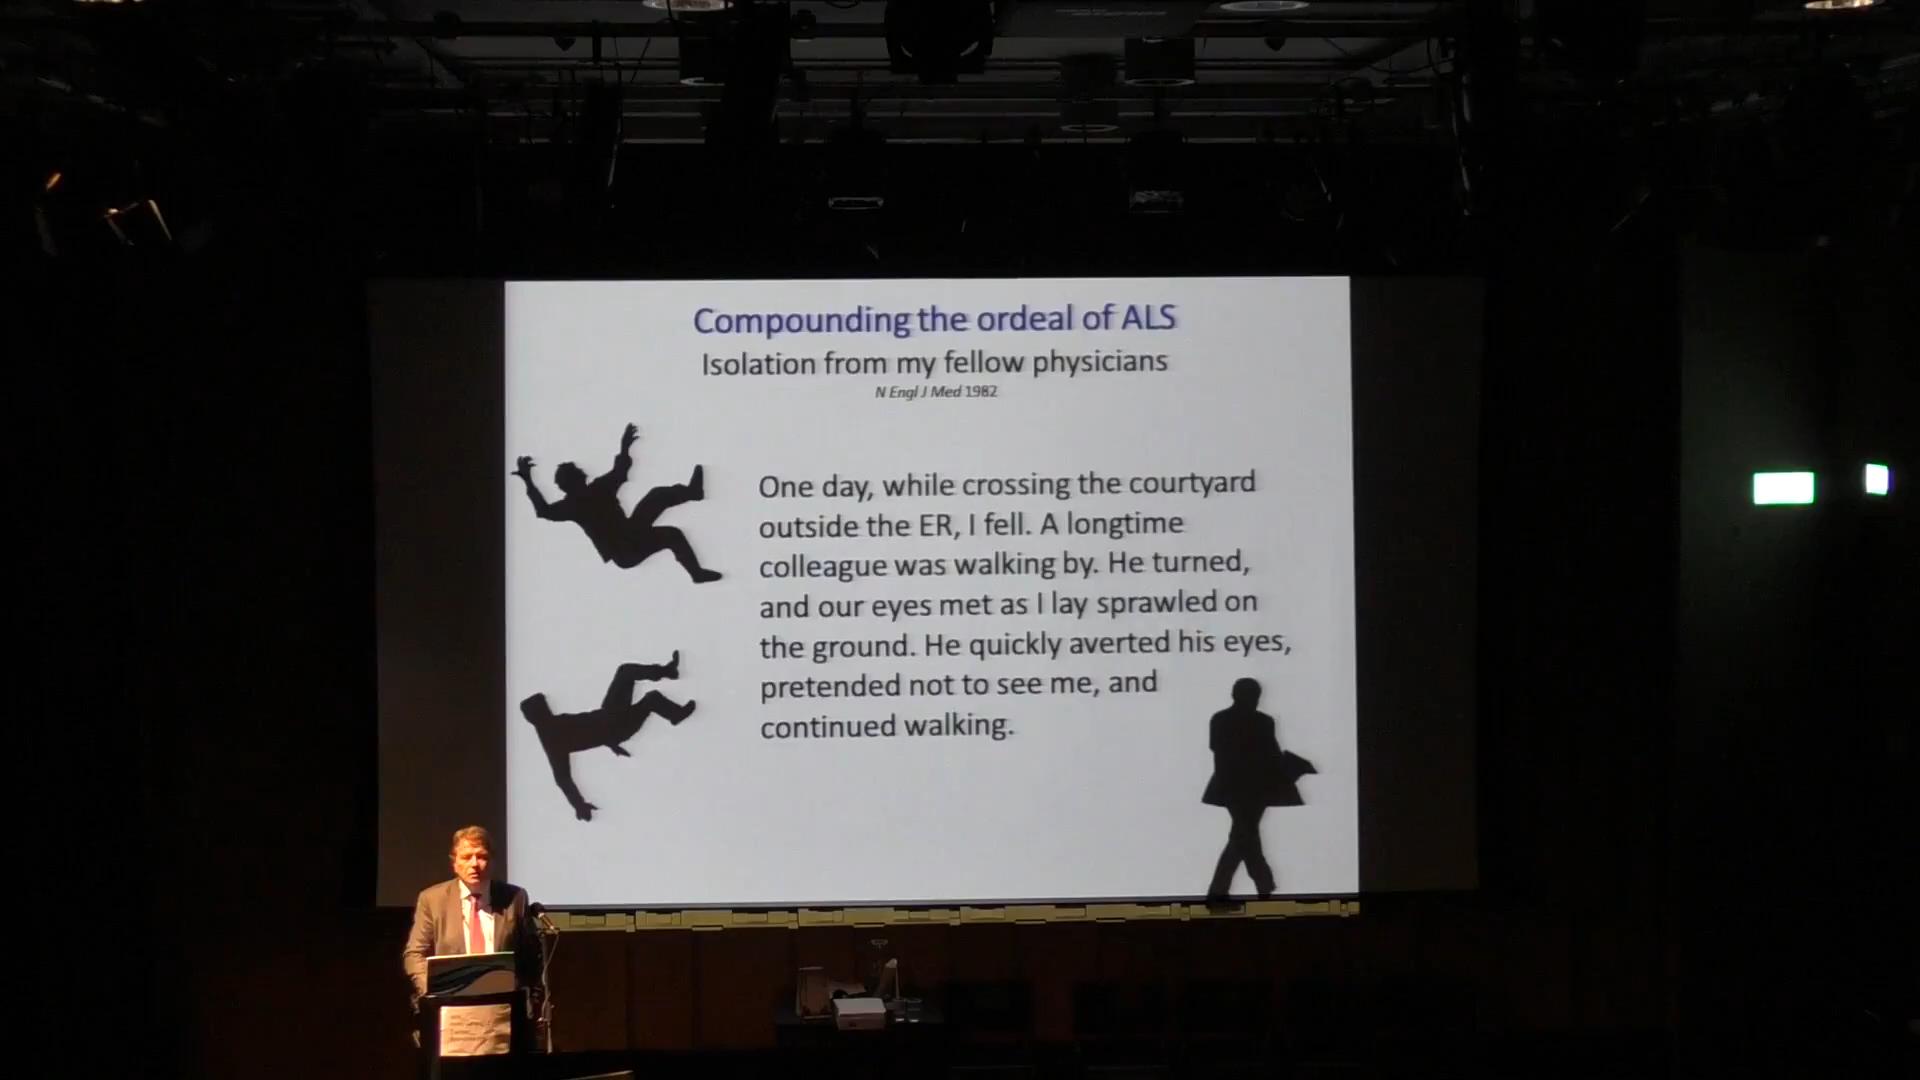 Compounding the ordeal of ALS
Isolation from my fellow physicians
N Engl J Med 1982
One day, while crossing the courtyard
outside the ER, I fell. A longtime
colleague was walking by. He turned,
and our eyes met as I lay sprawled on
the ground. He quickly averted his eyes,
pretended not to see me, and
continued walking.